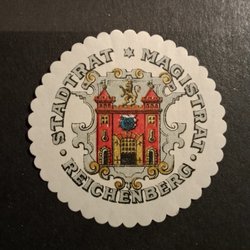 STADTRAT ✶ MAGISTRAT
· REICHENBERG ·